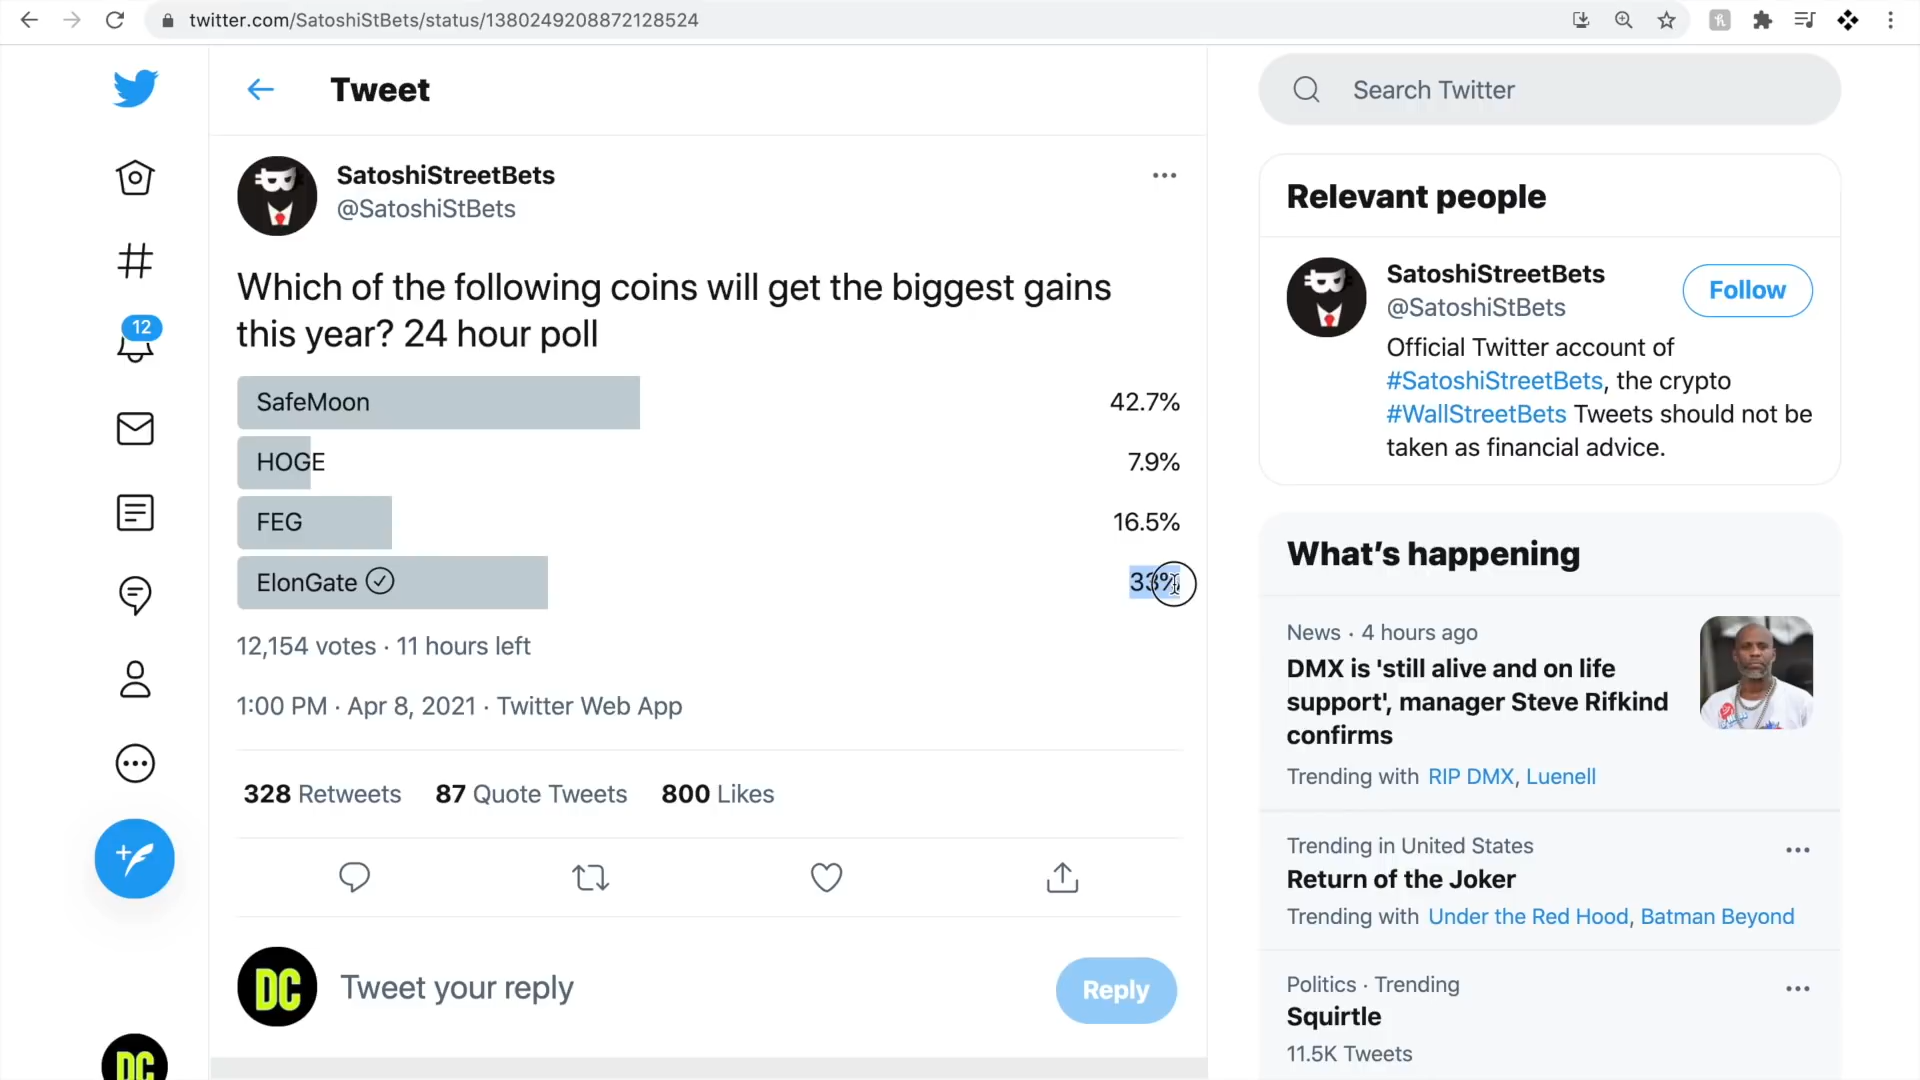 twitter.com/SatoshiStBets/status/1380249208872128524
Tweet
Search Twitter
SatoshiStreetBets
@SatoshiStBets
Which of the following coins will get the biggest gains
this year? 24 hour poll
SafeMoon 42.7%
HOGE 7.9%
FEG 16.5%
ElonGate 33%
12,154 votes · 11 hours left
1:00 PM · Apr 8, 2021 · Twitter Web App
328 Retweets 87 Quote Tweets 800 Likes
DC
Tweet your reply
Reply
12
DC
Relevant people
SatoshiStreetBets
@SatoshiStBets
Follow
Official Twitter account of
#SatoshiStreetBets, the crypto
#WallStreetBets Tweets should not be
taken as financial advice.
What's happening
News · 4 hours ago
DMX is 'still alive and on life
support', manager Steve Rifkind
confirms
Trending with RIP DMX, Luenell
Trending in United States
Return of the Joker
Trending with Under the Red Hood, Batman Beyond
Politics · Trending
Squirtle
11.5K Tweets